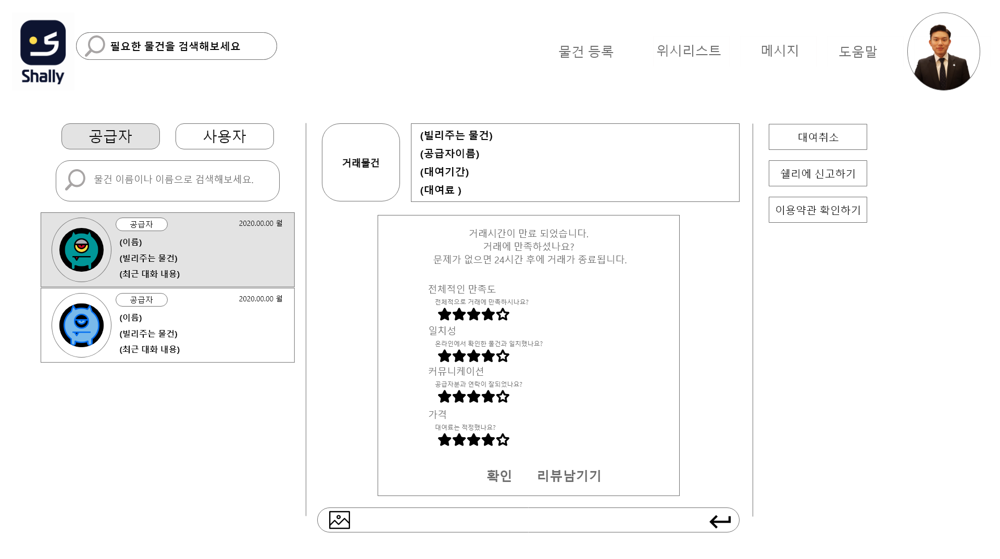 Shally
필요한 물건을 검색해보세요
물건 등록
위시리스트
메시지
도움말
공급자
사용자
물건 이름이나 이름으로 검색해보세요.
공급자
2020.00.00 월
(이름)
(빌리주는 물건)
(최근 대화 내용)
공급자
2020.00.00 월
(이름)
(빌리주는 물건)
(최근 대화 내용)
거래물건
(빌리주는 물건)
(공급자이름)
(대여기간)
(대여료 )
거래시간이 만료 되었습니다.
거래에 만족하셨나요?
문제가 없으면 24시간 후에 거래가 종료됩니다.
전체적인 만족도
전체적으로 거래에 만족하시나요?
일치성
온라인에서 확인한 물건과 일치했나요?
커뮤니케이션
공급자분과 연락이 잘되었나요?
가격
대여료는 적정했나요?
확인
리뷰남기기
대여취소
쉘리에 신고하기
이용약관 확인하기